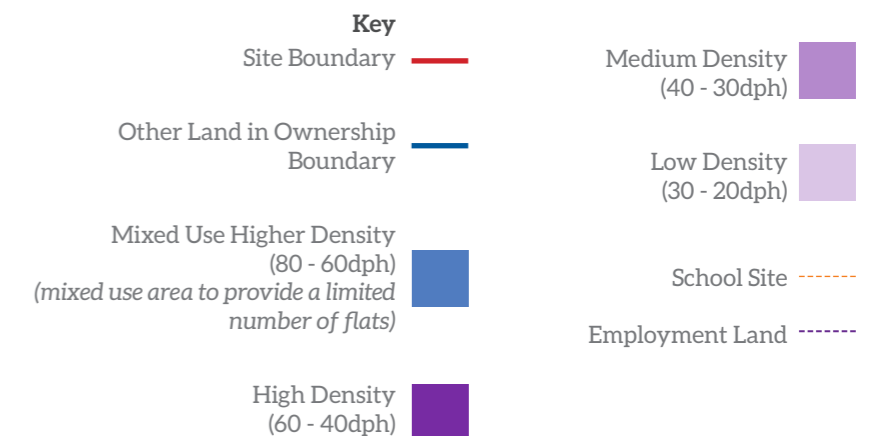 Key
Site Boundary
Other Land in Ownership
Boundary
Mixed Use Higher Density
(80 - 60dph)
(mixed use area to provide a limited
number of flats)
High Density
(60 - 40dph)
Medium Density
(40 - 30dph)
Low Density
(30 - 20dph)
School Site
Employment Land